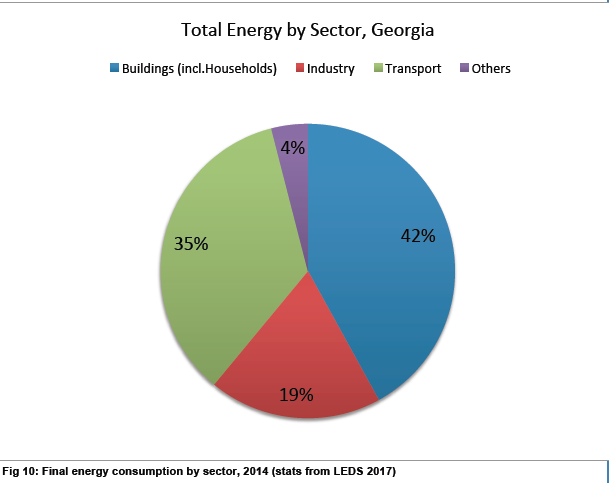 Total Energy by Sector, Georgia
Buildings (incl.Households) Industry Transport Others
4%
42%
35%
19%
Fig 10: Final energy consumption by sector, 2014 (stats from LEDS 2017)